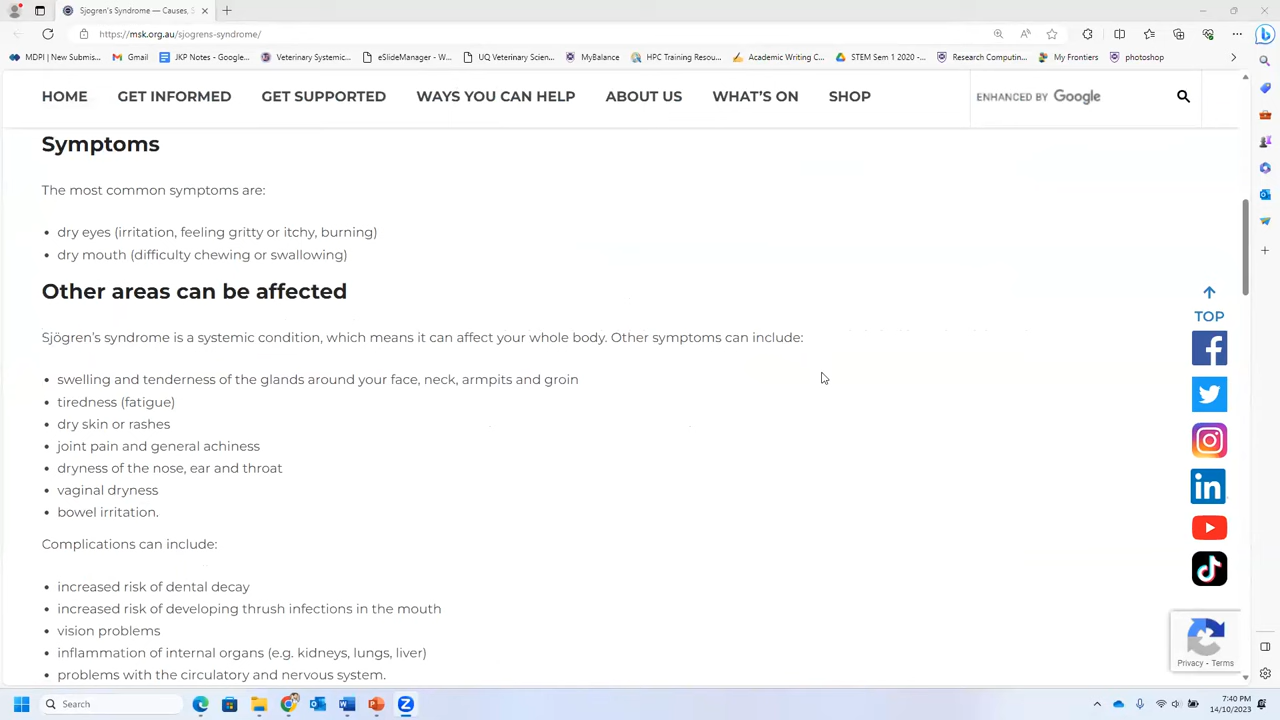 Sjogren's Syndrome — Causes, S
https://msk.org.au/sjogrens-syndrome/
MDPI | New Submis...
Gmail
JKP Notes - Google...
Veterinary Systemic...
eSlideManager - W...
UQ Veterinary Scien...
MyBalance
HPC Training Resou...
Academic Writing C...
STEM Sem 1 2020 -...
Research Computin...
My Frontiers
photoshop
HOME
GET INFORMED
GET SUPPORTED
WAYS YOU CAN HELP
ABOUT US
WHAT'S ON
SHOP
ENHANCED BY Google
Symptoms
The most common symptoms are:
• dry eyes (irritation, feeling gritty or itchy, burning)
• dry mouth (difficulty chewing or swallowing)
Other areas can be affected
Sjögren's syndrome is a systemic condition, which means it can affect your whole body. Other symptoms can include:
• swelling and tenderness of the glands around your face, neck, armpits and groin
• tiredness (fatigue)
• dry skin or rashes
• joint pain and general achiness
• dryness of the nose, ear and throat
• vaginal dryness
• bowel irritation.
Complications can include:
• increased risk of dental decay
• increased risk of developing thrush infections in the mouth
• vision problems
• inflammation of internal organs (e.g. kidneys, lungs, liver)
• problems with the circulatory and nervous system.
TOP
Privacy - Terms
Search
7:40 PM
14/10/2023